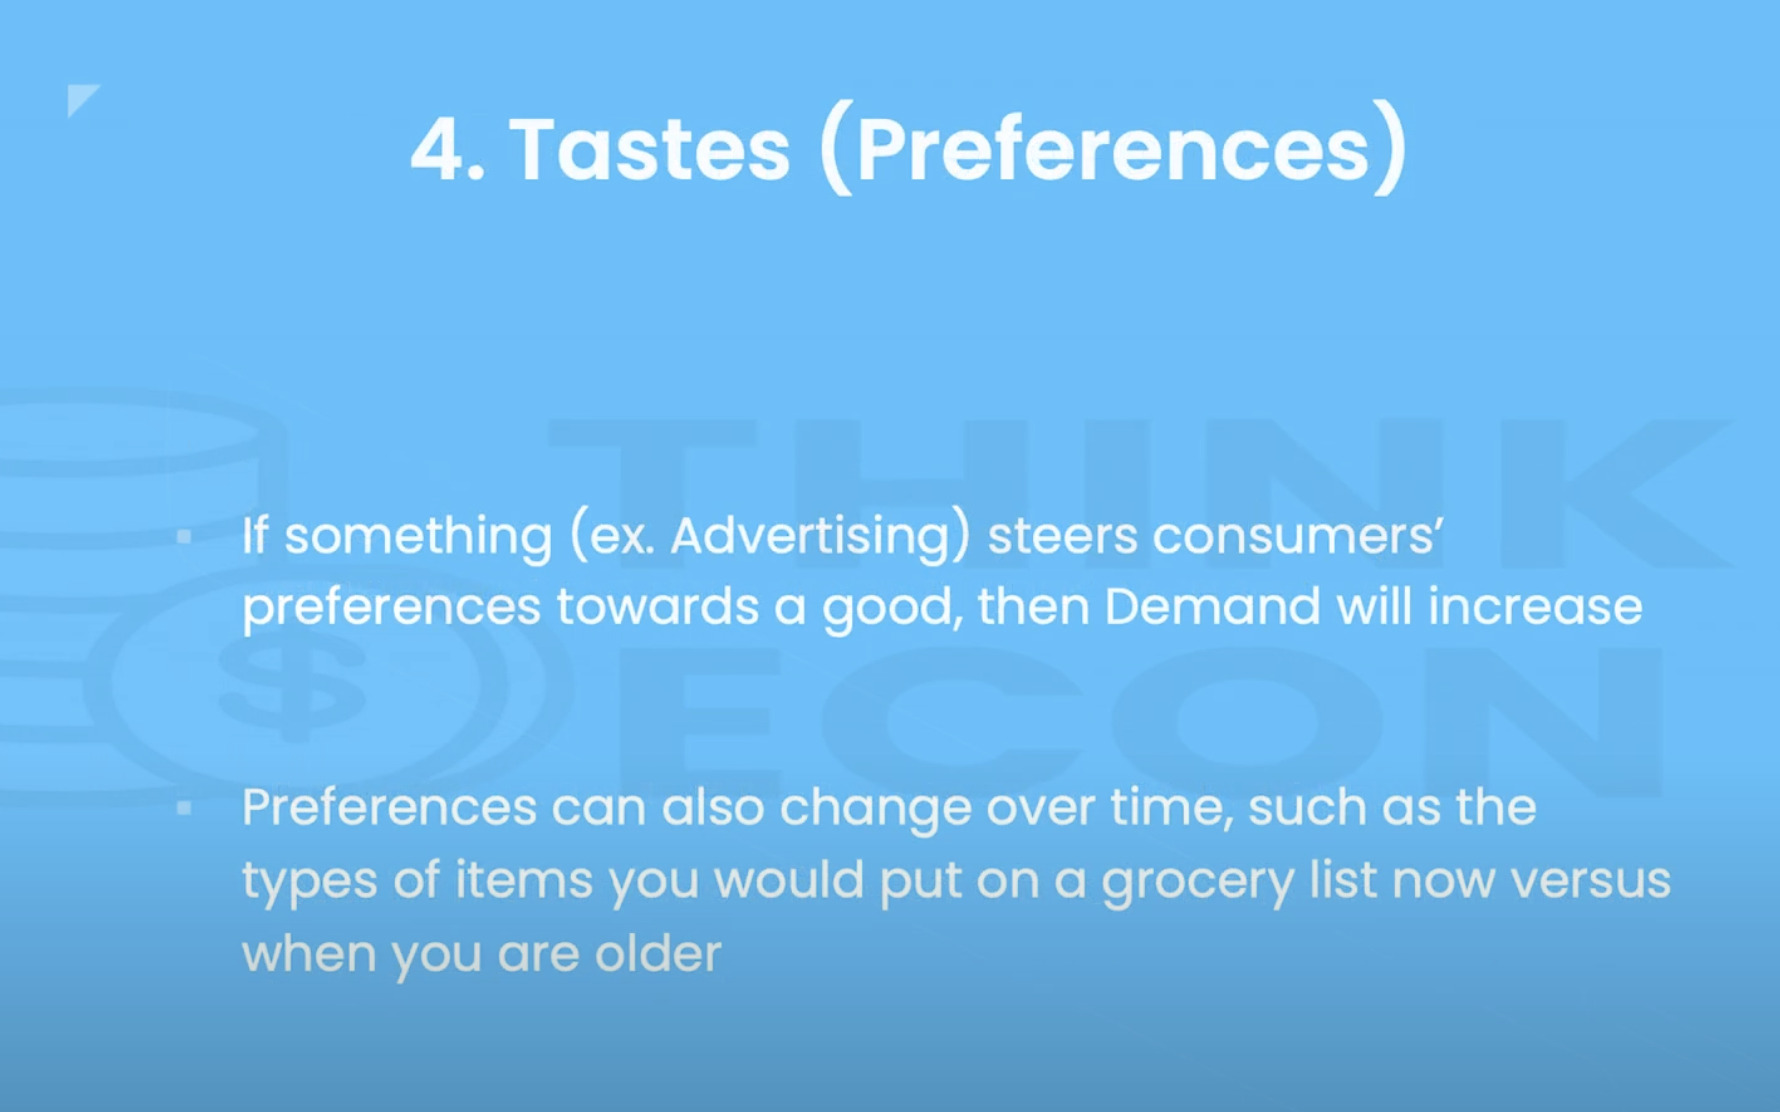 4. Tastes (Preferences)
THINK
ECON
$
If something (ex. Advertising) steers consumers’
preferences towards a good, then Demand will increase
Preferences can also change over time, such as the
types of items you would put on a grocery list now versus
when you are older